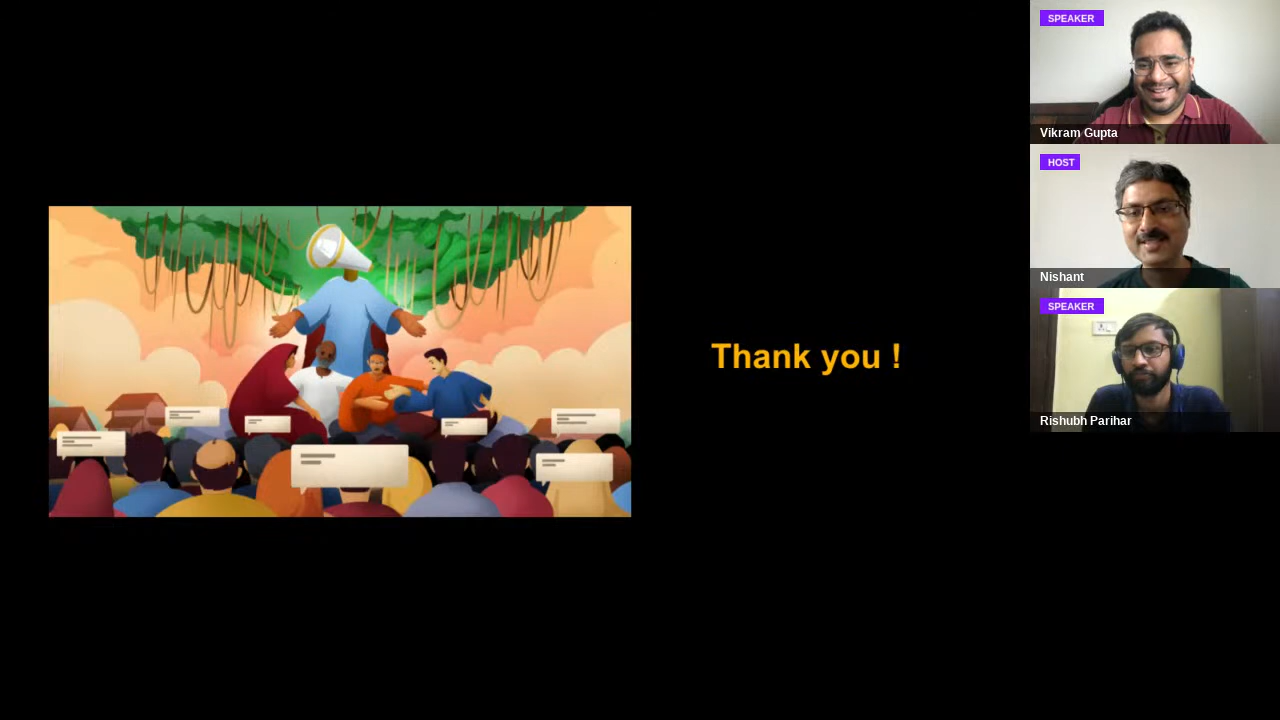 Thank you !
SPEAKER
Vikram Gupta
HOST
Nishant
SPEAKER
Rishubh Parihar